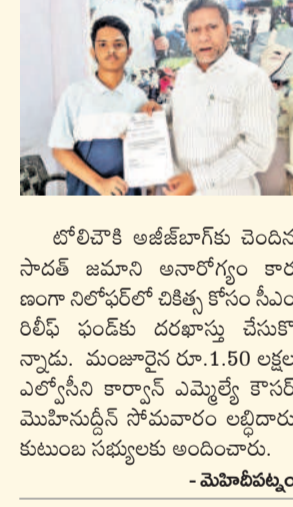 టోలిచౌకి అజీజ్‌బాగ్‌కు చెందిన
సాదత్ జమాని అనారోగ్యం కార
ణంగా నిలోఫర్‌లో చికిత్స కోసం సీఎం
రిలీఫ్ ఫండ్‌కు దరఖాస్తు చేసుకొ
న్నాడు. మంజూరైన రూ.1.50 లక్షల
ఎల్వోసీని కార్వాన్ ఎమ్మెల్యే కౌసర్
మొహినుద్దీన్ సోమవారం లబ్ధిదారు
కుటుంబ సభ్యులకు అందించారు.
- మెహిదీపట్నం